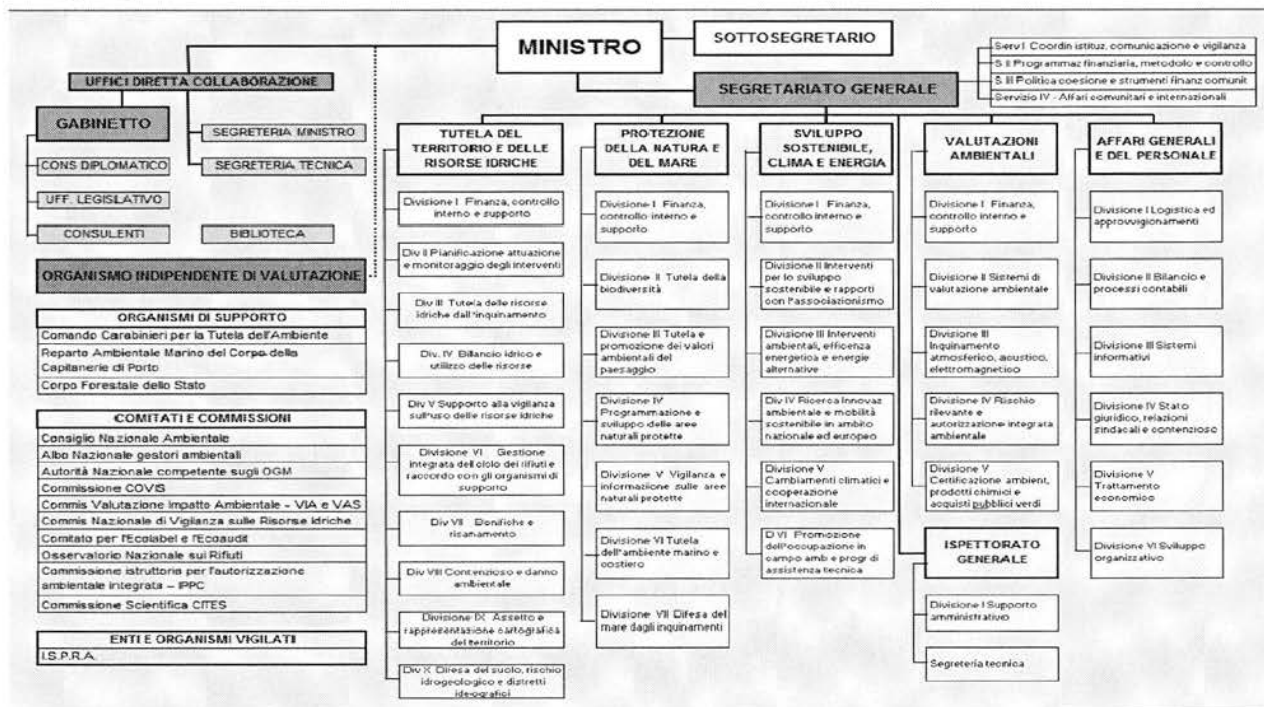 MINISTRO
SOTTOSEGRETARIO
SEGRETARIATO GENERALE
Serv I Coordin istituz, comunicazione e vigilanza
S II Programmaz finanziaria, metodolo e controllo
S III Politica coesione e strumenti finanz comunit
Servizio IV - Affari comunitari e internazionali
UFFICI DIRETTA COLLABORAZIONE
GABINETTO
CONS DIPLOMATICO
UFF. LEGISLATIVO
CONSULENTI
SEGRETERIA MINISTRO
SEGRETERIA TECNICA
BIBLIOTECA
ORGANISMO INDIPENDENTE DI VALUTAZIONE
ORGANISMI DI SUPPORTO
Comando Carabinieri per la Tutela dell'Ambiente
Reparto Ambientale Marino del Corpo della
Capitanerie di Porto
Corpo Forestale dello Stato
COMITATI E COMMISSIONI
Consiglio Nazionale Ambientale
Albo Nazionale gestori ambientali
Autorità Nazionale competente sugli OGM
Commissione COVIS
Commis Valutazione Impatto Ambientale - VIA e VAS
Commis Nazionale di Vigilanza sulle Risorse idriche
Comitato per l'Ecolabel e l'Ecoaudit
Osservatorio Nazionale sui Rifiuti
Commissione istruttoria per l'autorizzazione
ambientale integrata – IPPC
Commissione Scientifica CITES
ENTI E ORGANISMI VIGILATI
I.S.P.R.A.
TUTELA DEL
TERRITORIO E DELLE
RISORSE IDRICHE
Divisione I Finanza, controllo
interno e supporto
Div II Pianificazione attuazione
e monitoraggio degli interventi
Div III Tutela delle risorse
idriche dall'inquinamento
Div. IV Bilancio idrico e
utilizzo delle risorse
Div V Supporto alla vigilanza
sull'uso delle risorse idriche
Divisione VI Gestione
integrata del ciclo dei rifiuti e
raccordo con gli organismi di
supporto
Div VII Bonifiche e
risanamento
Div VIII Contenzioso e danno
ambientale
Divisione IX Assetto e
rappresentazione cartografica
del territorio
Div X Difesa del suolo, rischio
idrogeologico e distretti
ideografici
PROTEZIONE
DELLA NATURA E
DEL MARE
Divisione I Finanza,
controllo interno e
supporto
Divisione II Tutela della
biodiversità
Divisione III Tutela e
promozione dei valori
ambientali del
paesaggio
Divisione IV
Programmazione e
sviluppo delle aree
naturali protette
Divisione V Vigilanza e
informazione sulle aree
naturali protette
Divisione VI Tutela
dell'ambiente marino e
costiero
Divisione VII Difesa del
mare dagli inquinamenti
SVILUPPO
SOSTENIBILE,
CLIMA E ENERGIA
Divisione I Finanza,
controllo interno e
supporto
Divisione II Interventi
per lo sviluppo
sostenibile e rapporti
con l'associazionismo
Divisione III Interventi
ambientali, efficenza
energetica e energie
alternative
Div IV Ricerca Innovaz
ambientale e mobilità
sostenibile in ambito
nazionale ed europeo
Divisione V
Cambiamenti climatici e
cooperazione
internazionale
D VI Promozione
dell'occupazione in
campo amb e progr di
assistenza tecnica
VALUTAZIONI
AMBIENTALI
Divisione I Finanza,
controllo interno e
supporto
Divisione II Sistemi di
valutazione ambientale
Divisione III
Inquinamento
atmosferico, acustico,
elettromagnetico
Divisione IV Rischio
rilevante e
autorizzazione integrata
ambientale
Divisione V
Certificazione ambient,
prodotti chimici e
acquisti pubblici verdi
ISPETTORATO
GENERALE
Divisione I Supporto
amministrativo
Segreteria tecnica
AFFARI GENERALI
E DEL PERSONALE
Divisione I Logistica ed
approvvigionamenti
Divisione II Bilancio e
processi contabili
Divisione III Sistemi
informativi
Divisione IV Stato
giuridico, relazioni
sindacali e contenzioso
Divisione V
Trattamento
economico
Divisione VI Sviluppo
organizzativo